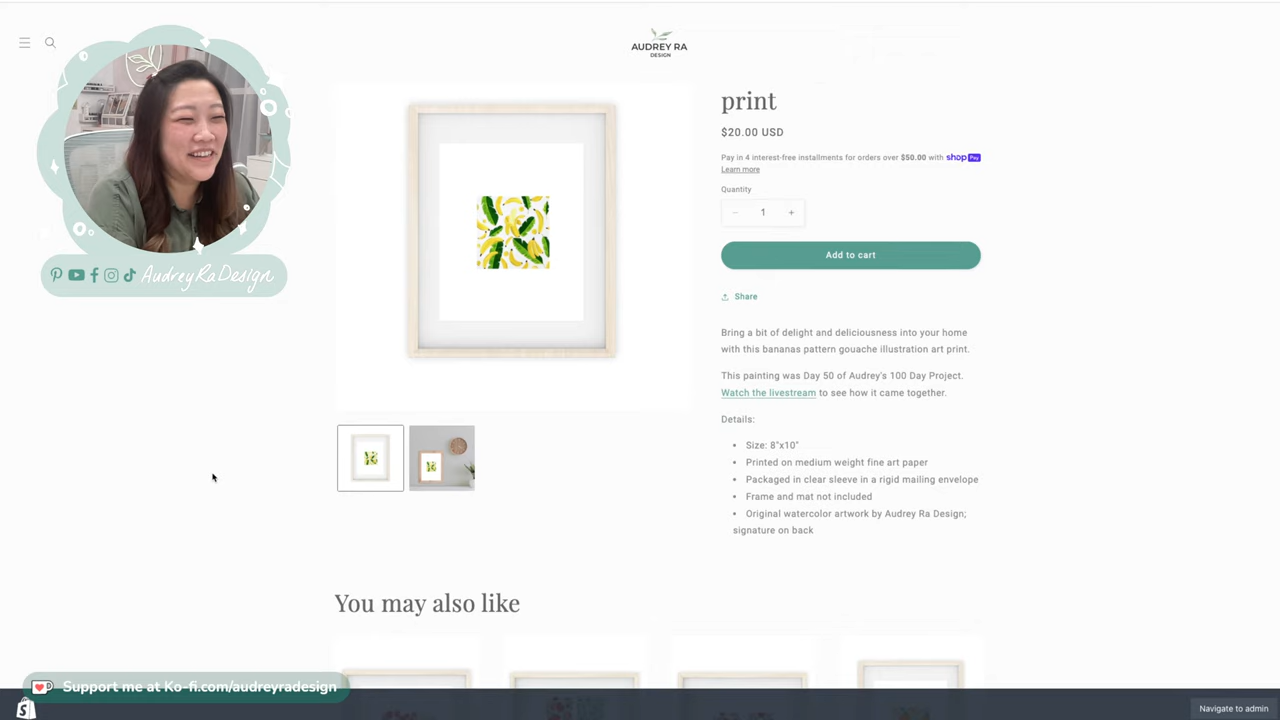 AUDREY RA
DESIGN
AudreyRaDesign
print
$20.00 USD
Pay in 4 interest-free installments for orders over $50.00 with shop Pay
Learn more
Quantity
1
Add to cart
Share
Bring a bit of delight and deliciousness into your home
with this bananas pattern gouache illustration art print.
This painting was Day 50 of Audrey's 100 Day Project.
Watch the livestream to see how it came together.
Details:
Size: 8"x10"
Printed on medium weight fine art paper
Packaged in clear sleeve in a rigid mailing envelope
Frame and mat not included
Original watercolor artwork by Audrey Ra Design;
signature on back
You may also like
Support me at Ko-fi.com/audreyradesign
Navigate to admin